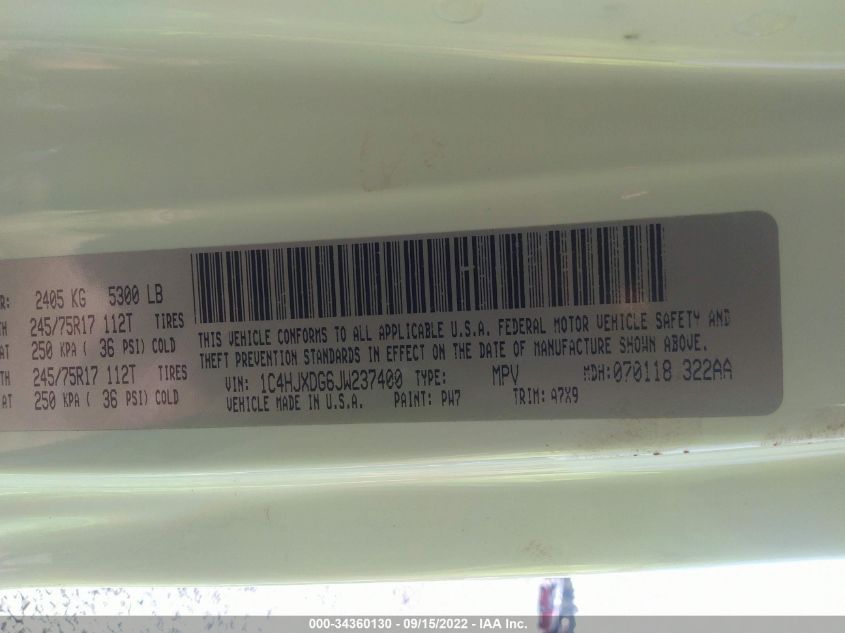 R: 2405 KG 5300 LB
TH 245/75R17 112T TIRES
AT 250 KPA ( 36 PSI) COLD
TH 245/75R17 112T TIRES
AT 250 KPA ( 36 PSI) COLD
THIS VEHICLE CONFORMS TO ALL APPLICABLE U.S.A. FEDERAL MOTOR VEHICLE SAFETY AND
THEFT PREVENTION STANDARDS IN EFFECT ON THE DATE OF MANUFACTURE SHOWN ABOVE.
VIN: 1C4HJXDG6JW237400 TYPE: MPV MDH: 070118 322AA
VEHICLE MADE IN U.S.A. PAINT: PW7 TRIM: A7X9
000-34360130 - 09/15/2022 - IAA Inc.